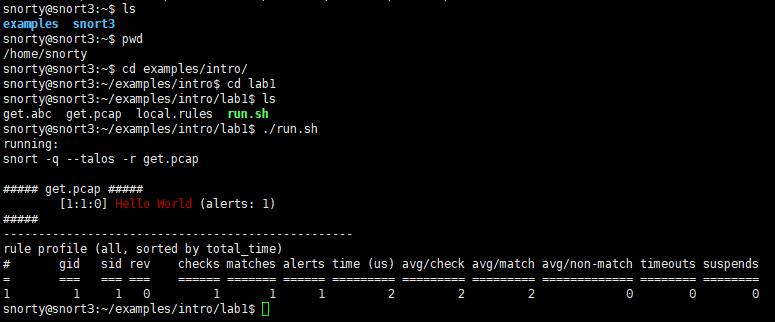 snorty@snort3:~$ ls
examples  snort3
snorty@snort3:~$ pwd
/home/snorty
snorty@snort3:~$ cd examples/intro/
snorty@snort3:~/examples/intro$ cd lab1
snorty@snort3:~/examples/intro/lab1$ ls
get.abc  get.pcap  local.rules  run.sh
snorty@snort3:~/examples/intro/lab1$ ./run.sh
running:
snort -q --talos -r get.pcap
##### get.pcap #####
        [1:1:0] Hello World (alerts: 1)
#####
-------------------------------------------------
rule profile (all, sorted by total_time)
#       gid   sid rev    checks matches alerts time (us) avg/check avg/match avg/non-match timeouts suspends
=       ===   === ===    ====== ======= ====== ========= ========= ========= ============= ======== ========
1         1     1   0         1       1      1         2         2         2             0        0        0
snorty@snort3:~/examples/intro/lab1$